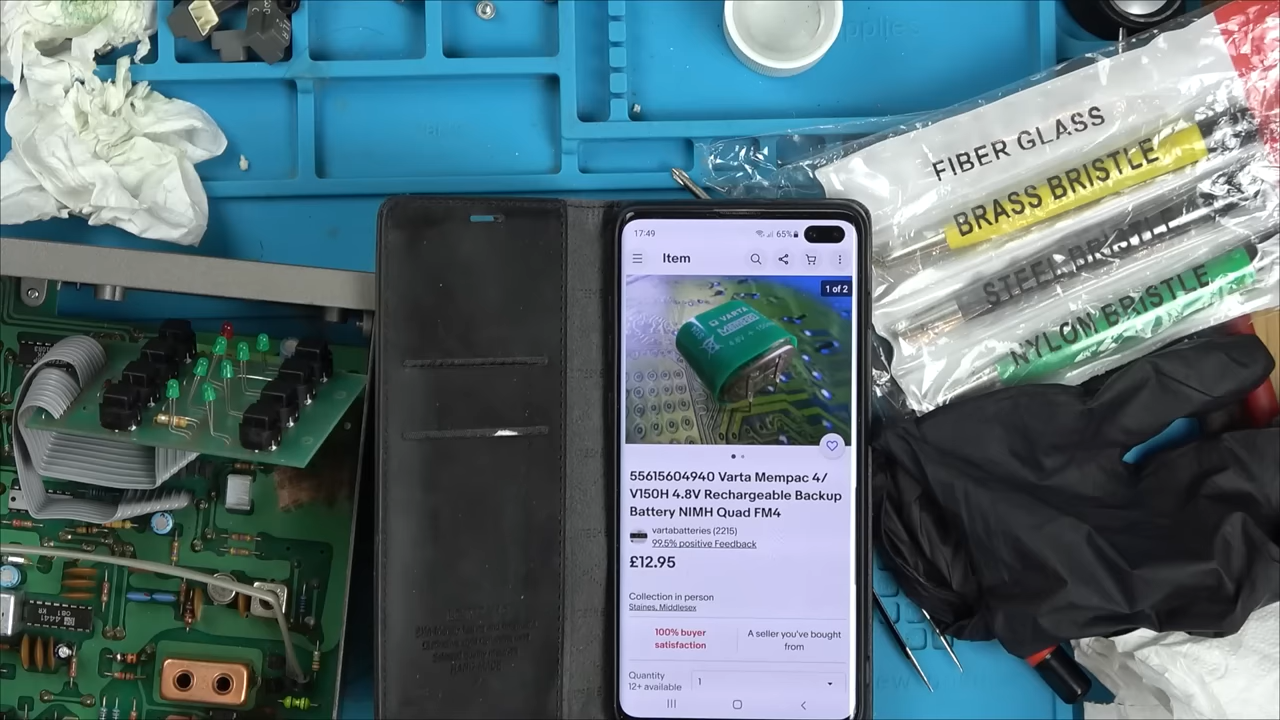 FIBER GLASS
BRASS BRISTLE
STEEL BRISTLE
NYLON BRISTLE
17:49
65%
Item
1 of 2
VARTA
55615604940 Varta Mempac 4/
V150H 4.8V Rechargeable Backup
Battery NIMH Quad FM4
vartabatteries (2215)
99.5% positive Feedback
£12.95
Collection in person
Staines, Middlesex
100% buyer
satisfaction
A seller you've bought
from
Quantity
12+ available
1